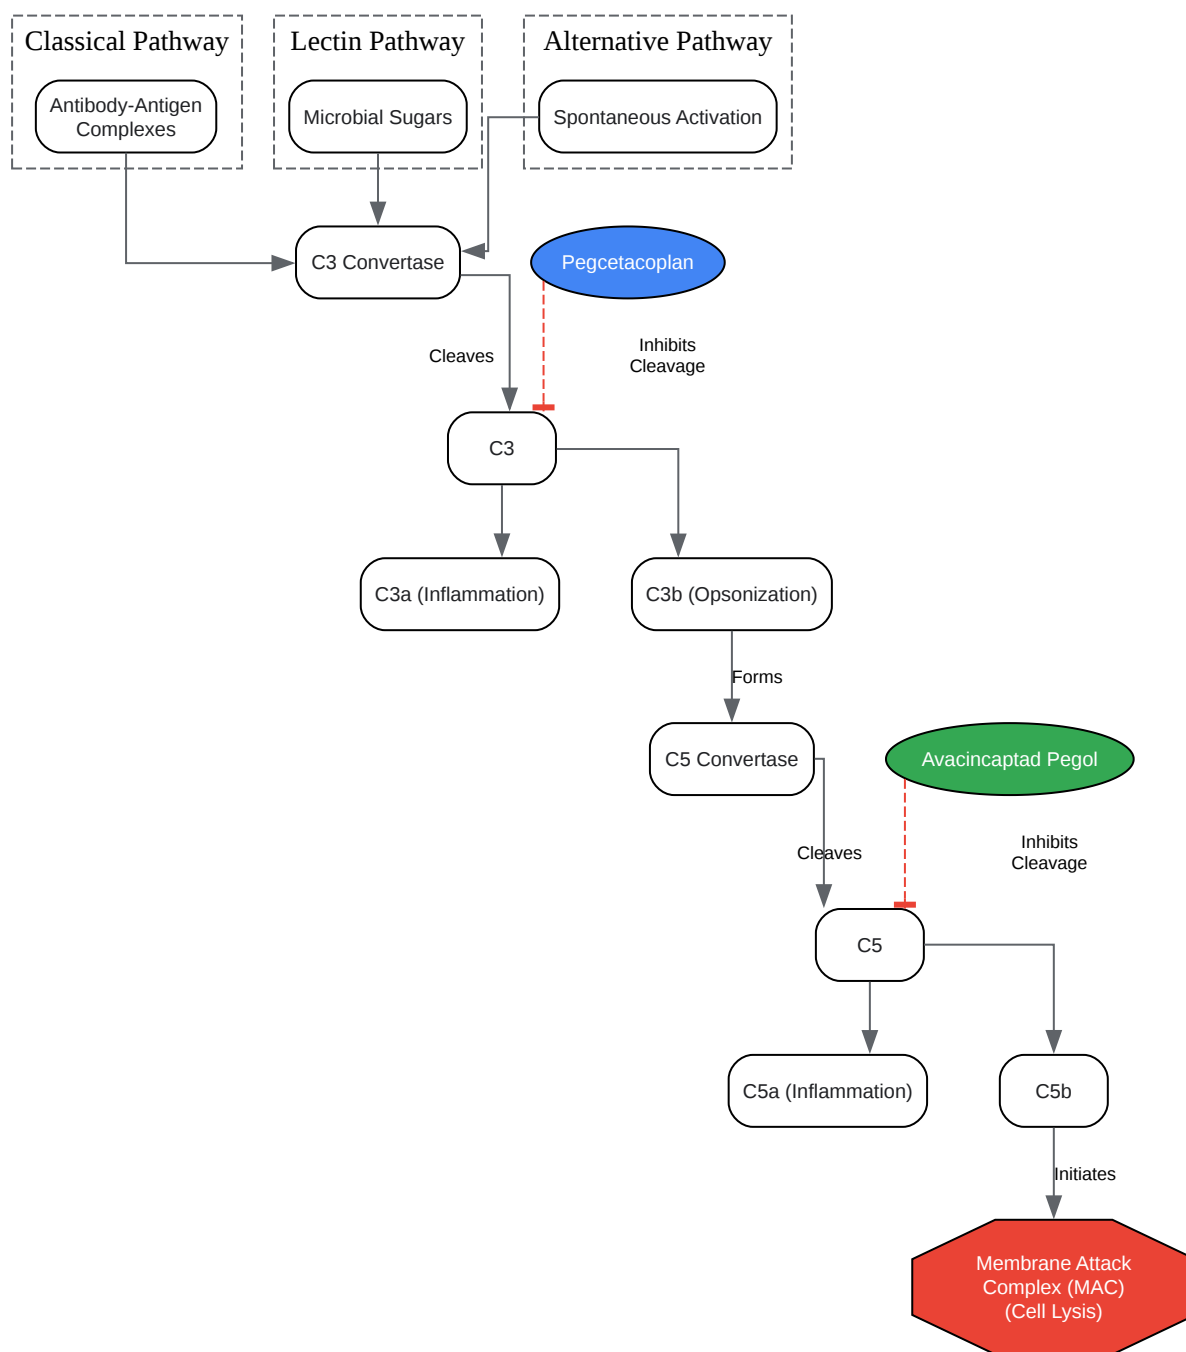 Classical Pathway
Lectin Pathway
Alternative Pathway
Antibody-Antigen
Complexes
Microbial Sugars
Spontaneous Activation
C3 Convertase
Pegcetacoplan
Cleaves
Inhibits
Cleavage
C3
C3a (Inflammation)
C3b (Opsonization)
Forms
C5 Convertase
Avacincaptad Pegol
Cleaves
Inhibits
Cleavage
C5
C5a (Inflammation)
C5b
Initiates
Membrane Attack
Complex (MAC)
(Cell Lysis)